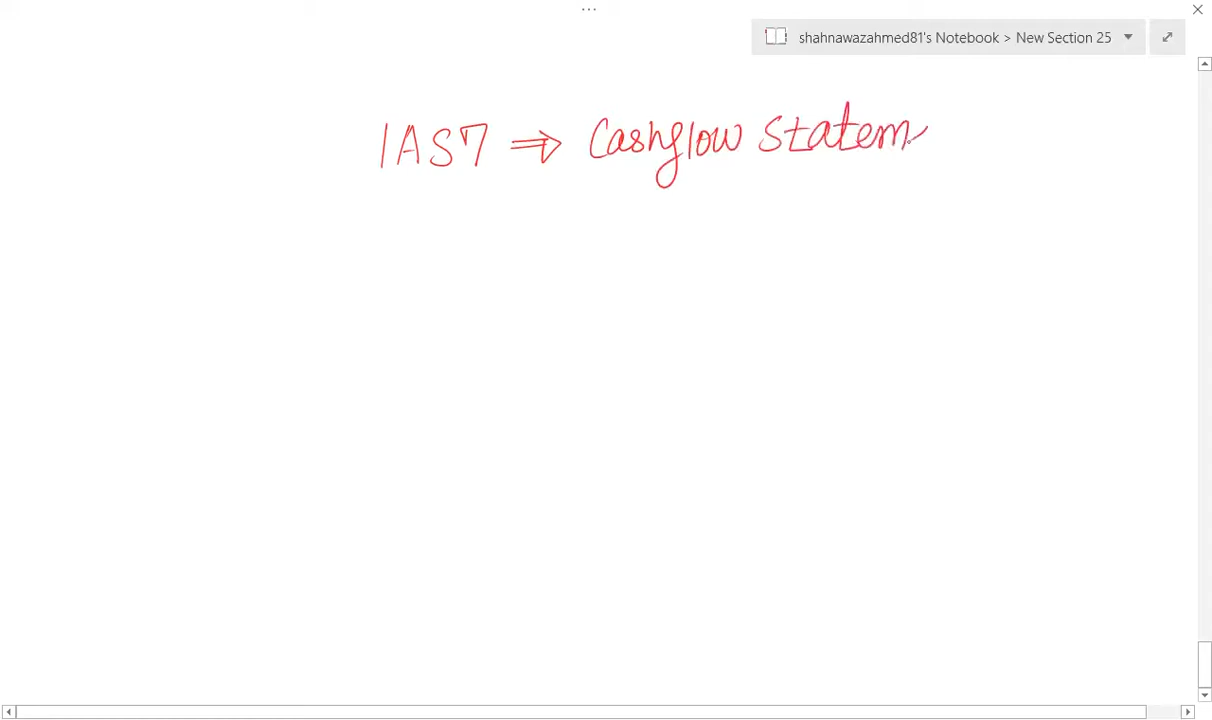 ...
shahnawazahmed81's Notebook > New Section 25
IAS7 ⇒ Cashflow Statem